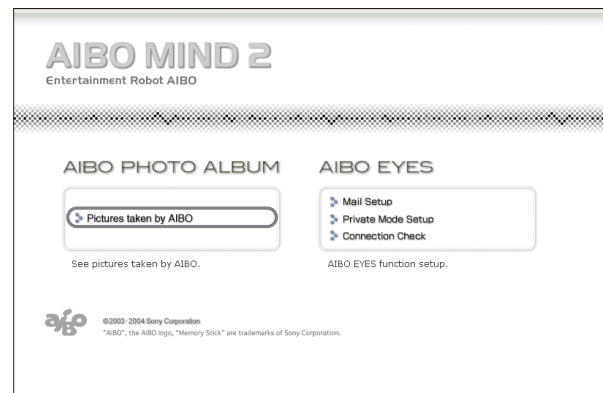 AIBO MIND 2
Entertainment Robot AIBO
AIBO PHOTO ALBUM
Pictures taken by AIBO
See pictures taken by AIBO.
AIBO EYES
Mail Setup
Private Mode Setup
Connection Check
AIBO EYES function setup.
aibo
©2003-2004 Sony Corporation
"AIBO", the AIBO logo, "Memory Stick" are trademarks of Sony Corporation.